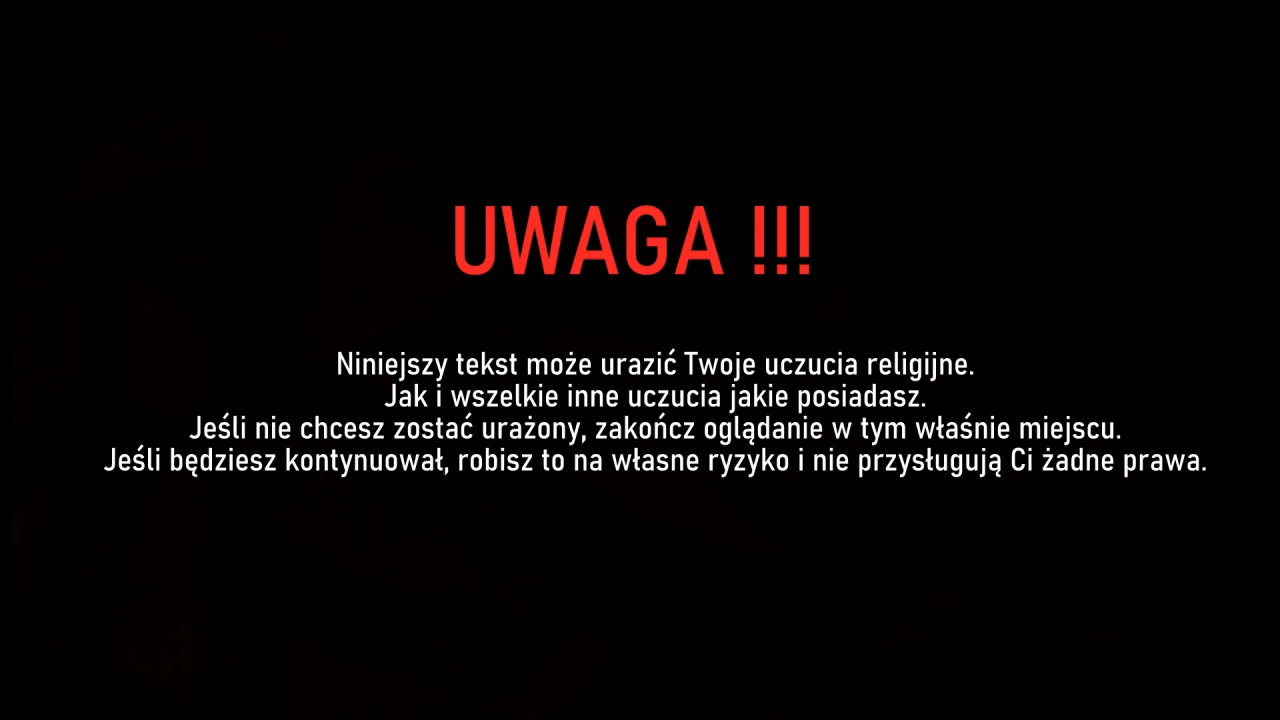 UWAGA !!!
Niniejszy tekst może urazić Twoje uczucia religijne.
Jak i wszelkie inne uczucia jakie posiadasz.
Jeśli nie chcesz zostać urażony, zakończ oglądanie w tym właśnie miejscu.
Jeśli będziesz kontynuował, robisz to na własne ryzyko i nie przysługują Ci żadne prawa.